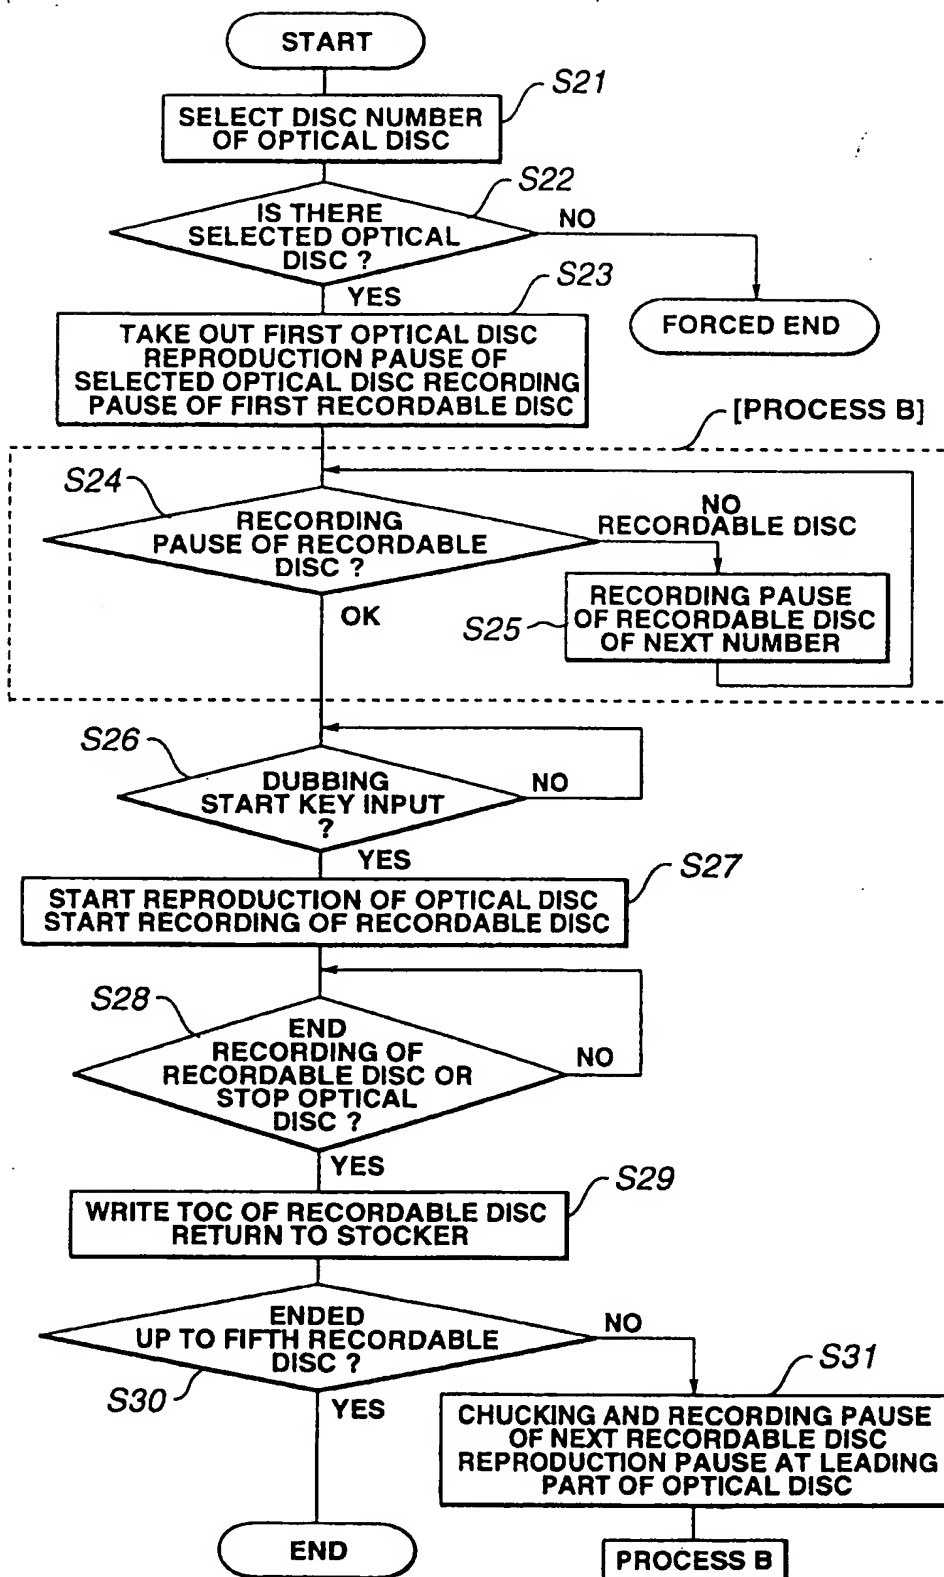 START
S21
SELECT DISC NUMBER
OF OPTICAL DISC
S22
IS THERE
SELECTED OPTICAL
DISC ?
NO
YES
S23
FORCED END
TAKE OUT FIRST OPTICAL DISC
REPRODUCTION PAUSE OF
SELECTED OPTICAL DISC RECORDING
PAUSE OF FIRST RECORDABLE DISC
[PROCESS B]
S24
RECORDING
PAUSE OF RECORDABLE
DISC ?
NO
RECORDABLE DISC
OK
S25
RECORDING PAUSE
OF RECORDABLE DISC
OF NEXT NUMBER
S26
DUBBING
START KEY INPUT
?
NO
YES
S27
START REPRODUCTION OF OPTICAL DISC
START RECORDING OF RECORDABLE DISC
S28
END
RECORDING OF
RECORDABLE DISC OR
STOP OPTICAL
DISC ?
NO
YES
S29
WRITE TOC OF RECORDABLE DISC
RETURN TO STOCKER
ENDED
UP TO FIFTH RECORDABLE
DISC ?
NO
S30
YES
S31
CHUCKING AND RECORDING PAUSE
OF NEXT RECORDABLE DISC
REPRODUCTION PAUSE AT LEADING
PART OF OPTICAL DISC
END
PROCESS B